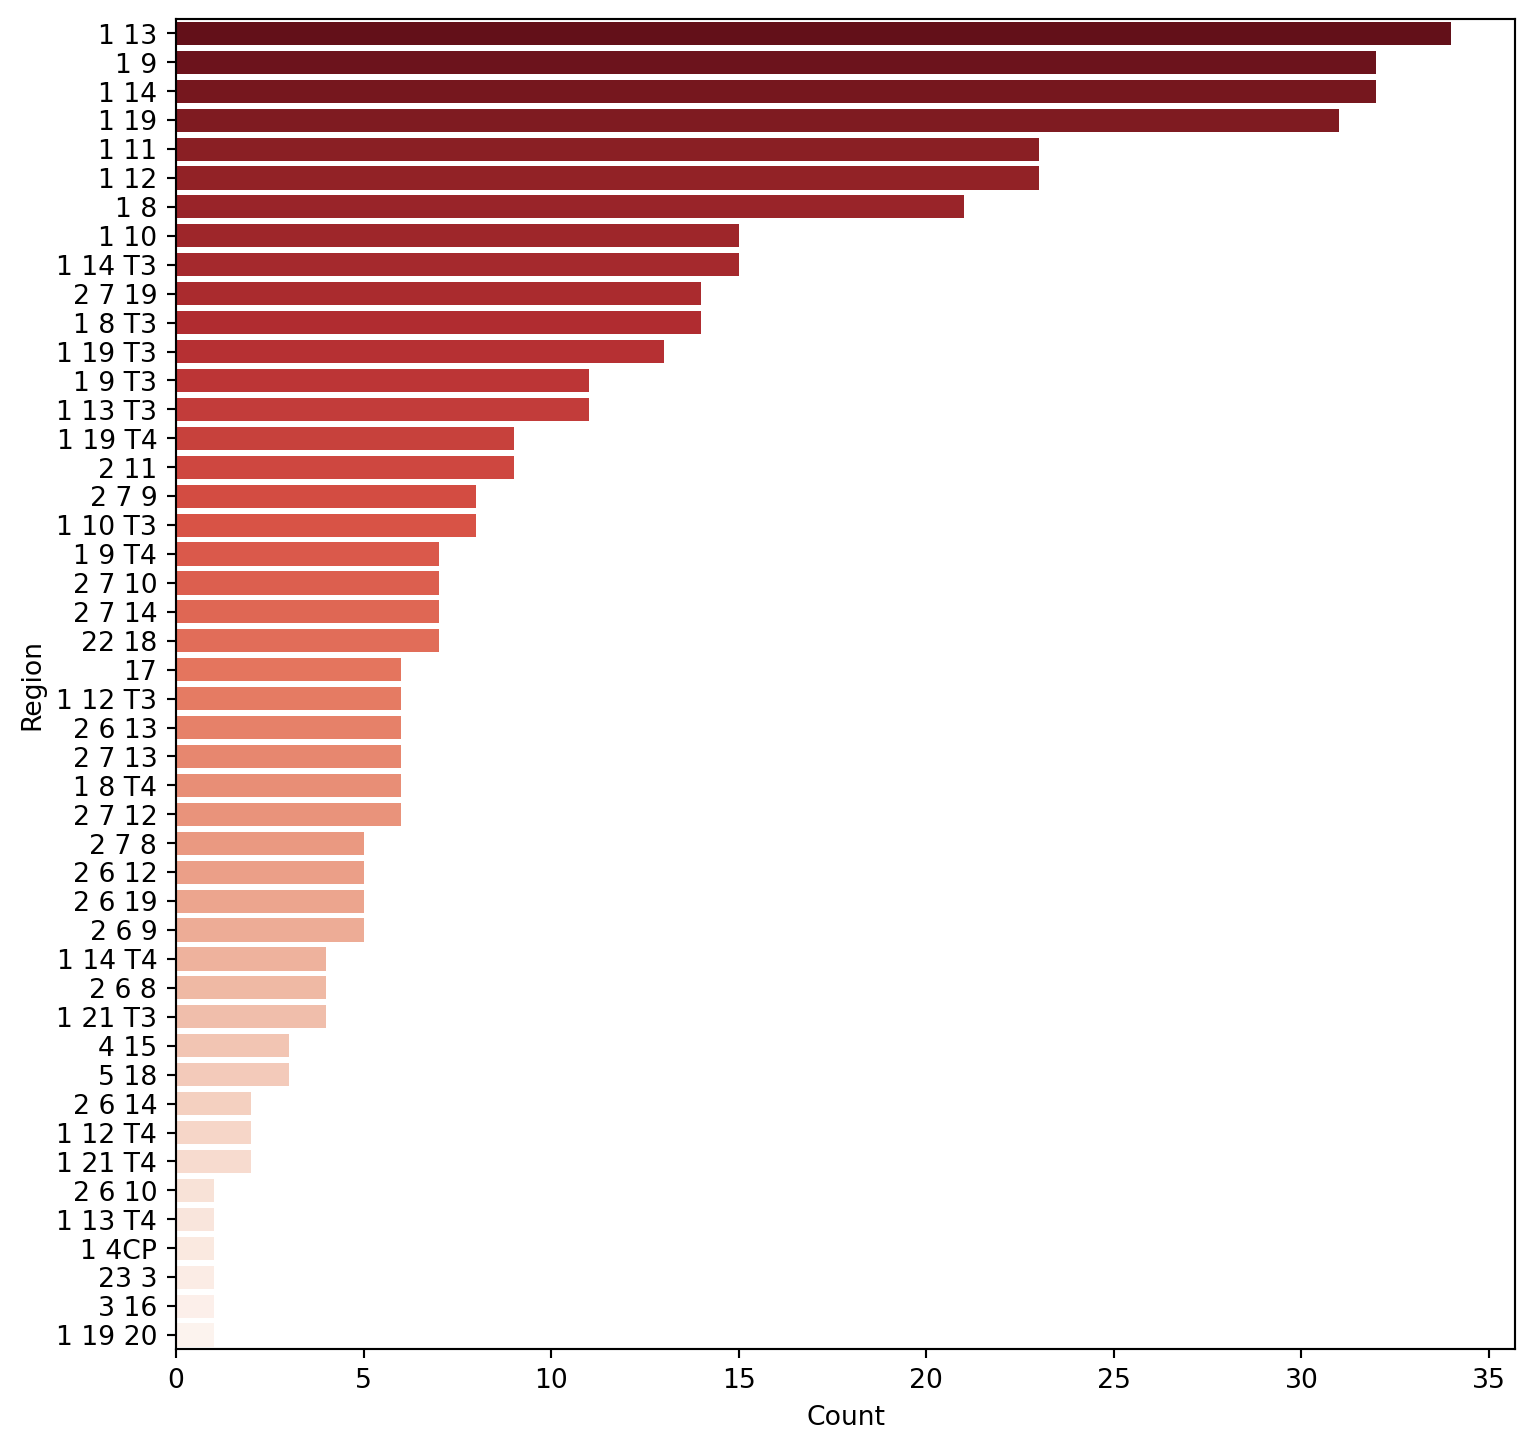 1 13
1 9
1 14
1 19
1 11
1 12
1 8
1 10
1 14 T3
2 7 19
1 8 T3
1 19 T3
1 9 T3
1 13 T3
1 19 T4
2 11
2 7 9
1 10 T3
1 9 T4
2 7 10
2 7 14
22 18
17
1 12 T3
2 6 13
2 7 13
1 8 T4
2 7 12
2 7 8
2 6 12
2 6 19
2 6 9
1 14 T4
2 6 8
1 21 T3
4 15
5 18
2 6 14
1 12 T4
1 21 T4
2 6 10
1 13 T4
1 4CP
23 3
3 16
1 19 20
Region
0 5 10 15 20 25 30 35
Count